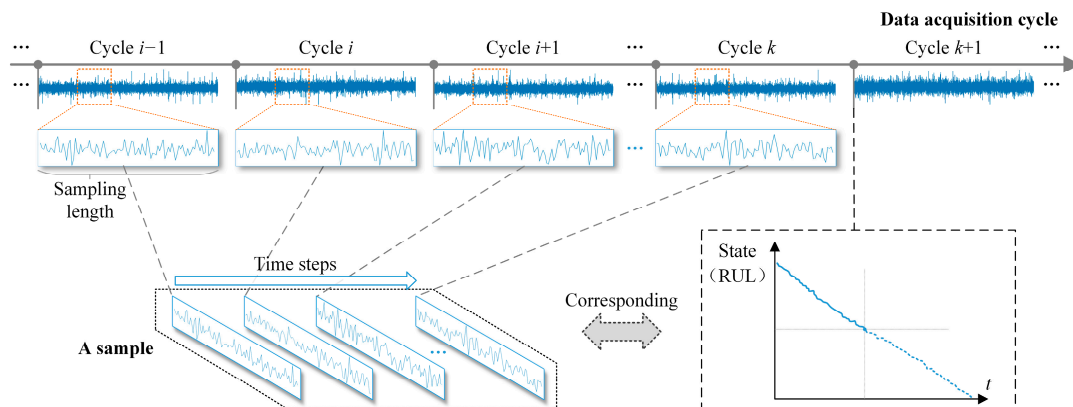 Data acquisition cycle
... Cycle i−1 Cycle i Cycle i+1 ... Cycle k Cycle k+1 ...
... ...
...
Sampling
length
Time steps
State
（RUL）
Corresponding
A sample
...
t